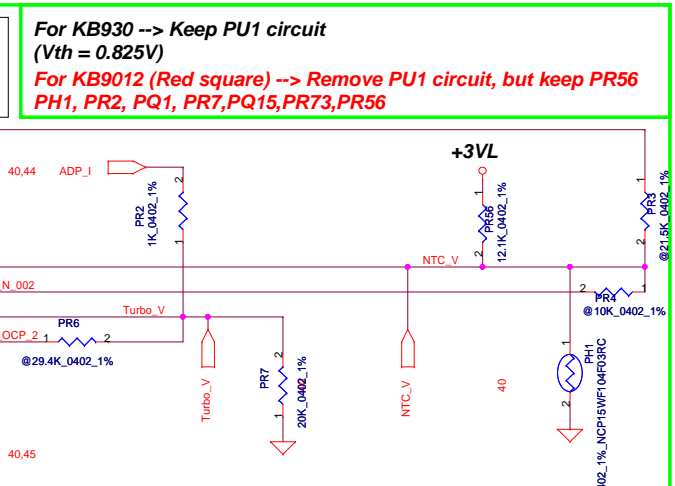 For KB930 --> Keep PU1 circuit
(Vth = 0.825V)
For KB9012 (Red square) --> Remove PU1 circuit, but keep PR56
PH1, PR2, PQ1, PR7,PQ15,PR73,PR56
+3VL
40,44 ADP_I
2
PR2
1K_0402_1%
1
1
PR56
12.1K_0402_1%
2
1
PR3
@21.5K_0402_1%
2
NTC_V
N_002
2
PR4
1
@10K_0402_1%
Turbo_V
OCP_2
1
PR6
2
@29.4K_0402_1%
Turbo_V
2
PR7
20K_0402_1%
1
NTC_V
40
1
PH1
402_1%_NCP15WF104F03RC
2
40,45